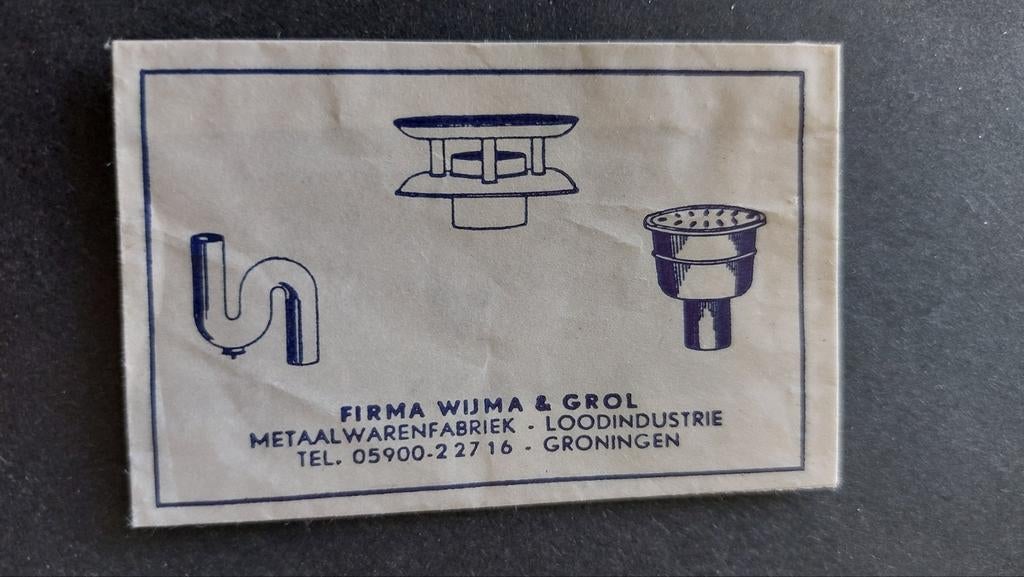 FIRMA WIJMA & GROL
METAALWARENFABRIEK - LOODINDUSTRIE
TEL. 05900-22716 - GRONINGEN